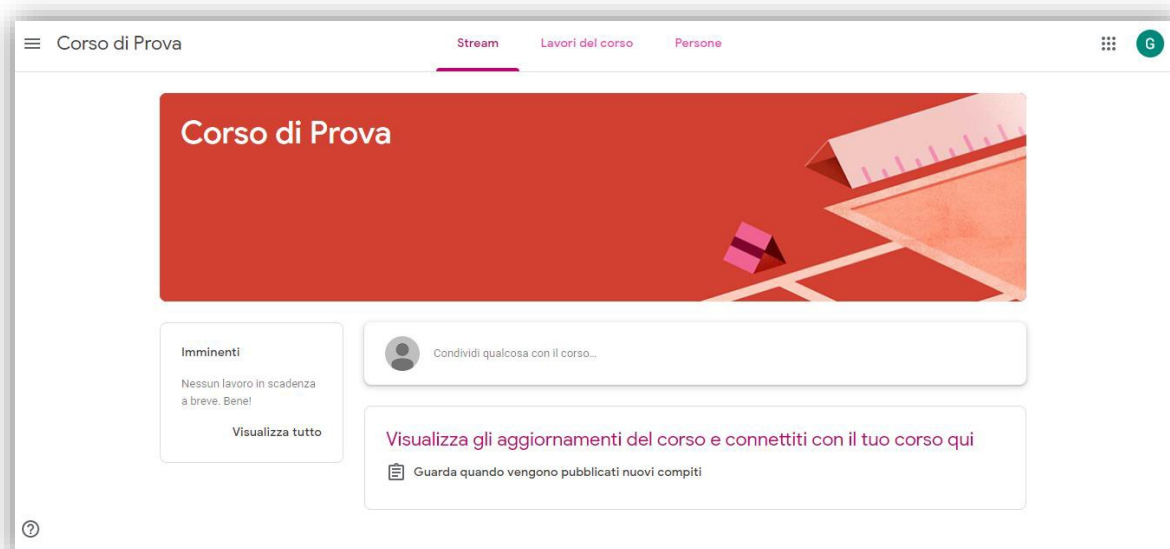 Corso di Prova
Stream
Lavori del corso
Persone
G
Corso di Prova
Imminenti
Nessun lavoro in scadenza
a breve. Bene!
Visualizza tutto
Condividi qualcosa con il corso...
Visualizza gli aggiornamenti del corso e connettiti con il tuo corso qui
Guarda quando vengono pubblicati nuovi compiti
?